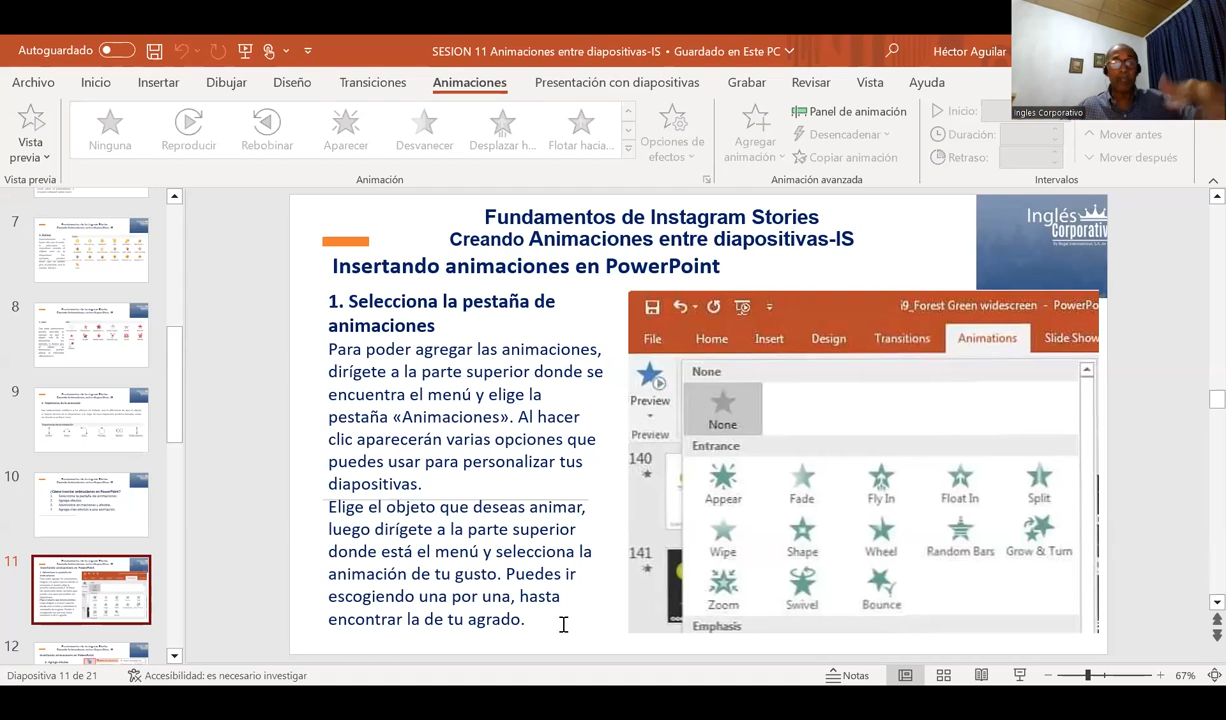 Autoguardado
SESION 11 Animaciones entre diapositivas-IS • Guardado en Este PC
Héctor Aguilar
Ingles Corporativo
Archivo Inicio Insertar Dibujar Diseño Transiciones Animaciones Presentación con diapositivas Grabar Revisar Vista Ayuda
Vista previa
Ninguna Reproducir Rebobinar Aparecer Desvanecer Desplazar h... Flotar hacia...
Opciones de efectos
Agregar animación
Panel de animación
Desencadenar
Copiar animación
Inicio:
Duración:
Retraso:
Mover antes
Mover después
Vista previa Animación Animación avanzada Intervalos
7
8
9
10
11
12
Fundamentos de Instagram Stories
Creando Animaciones entre diapositivas-IS
Insertando animaciones en PowerPoint
Inglés
Corporativo
1. Selecciona la pestaña de
animaciones
Para poder agregar las animaciones,
dirígete a la parte superior donde se
encuentra el menú y elige la
pestaña «Animaciones». Al hacer
clic aparecerán varias opciones que
puedes usar para personalizar tus
diapositivas.
Elige el objeto que deseas animar,
luego dirígete a la parte superior
donde está el menú y selecciona la
animación de tu gusto. Puedes ir
escogiendo una por una, hasta
encontrar la de tu agrado.
i9_Forest Green widescreen - PowerPo
File Home Insert Design Transitions Animations Slide Show
Preview
Preview
140
141
None
None
Entrance
Appear Fade Fly In Float In Split
Wipe Shape Wheel Random Bars Grow & Turn
Zoom Swivel Bounce
Emphasis
Diapositiva 11 de 21
Accesibilidad: es necesario investigar
Notas
67%